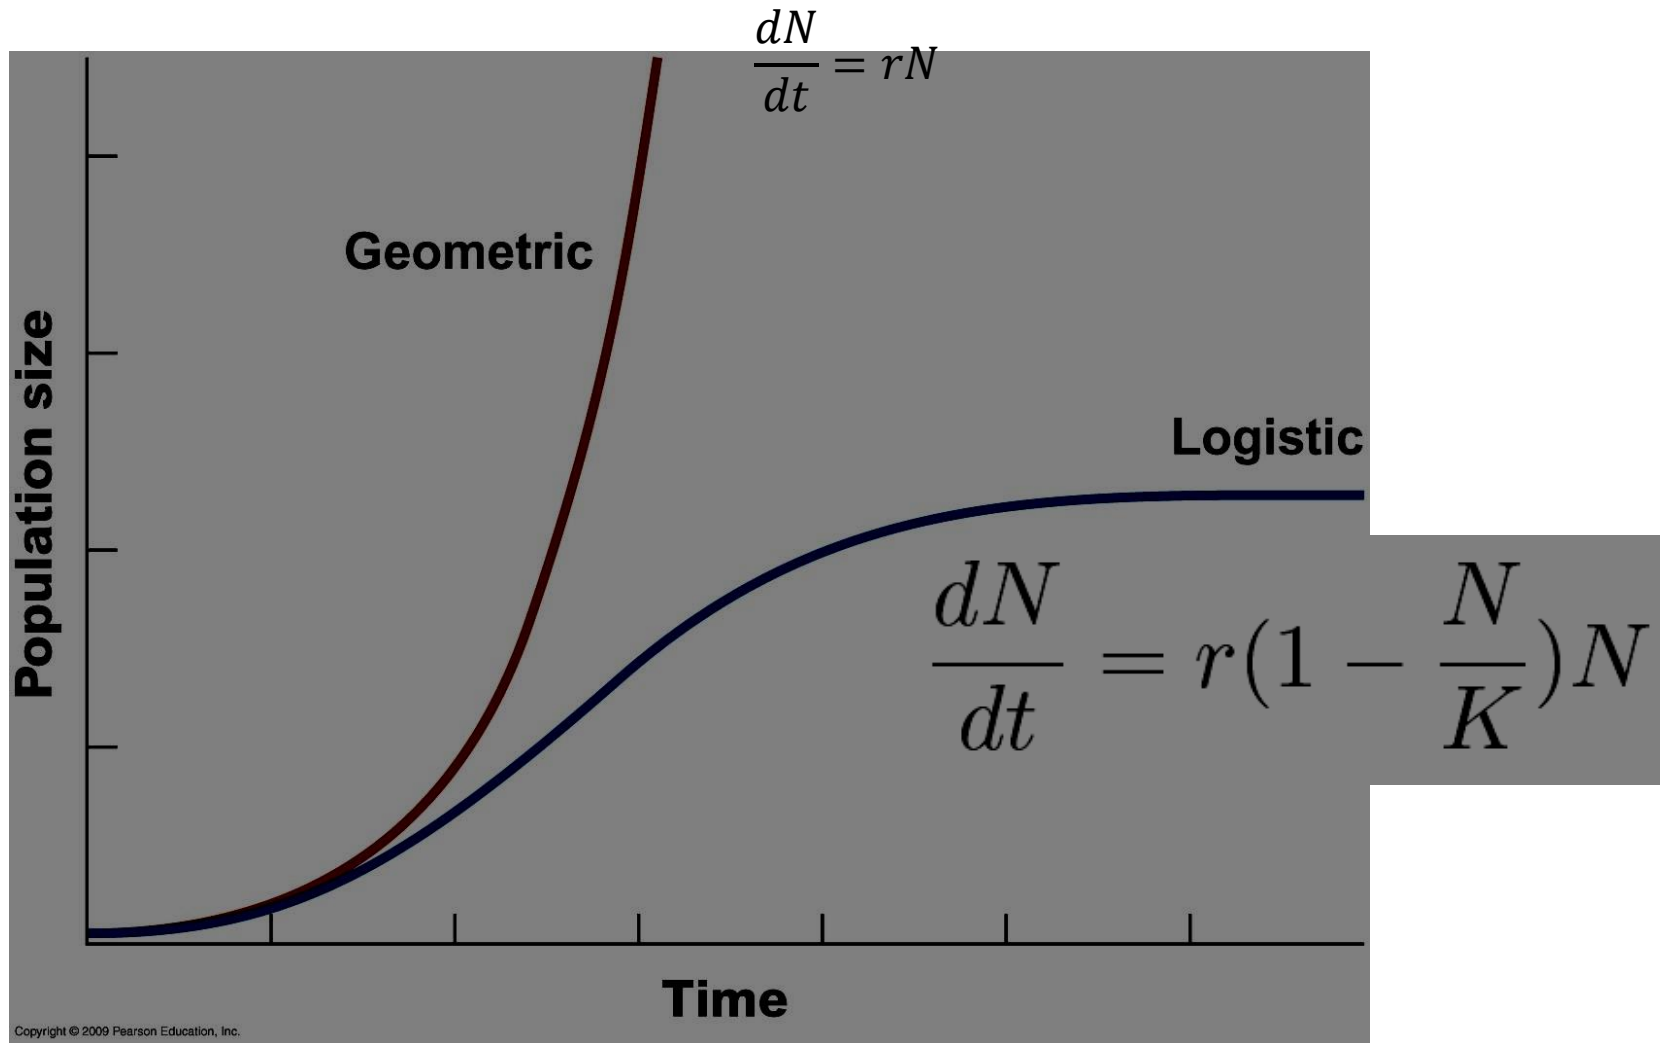 dN/dt = rN
Geometric
Logistic
dN/dt = r(1 − N/K)N
Population size
Time
Copyright © 2009 Pearson Education, Inc.